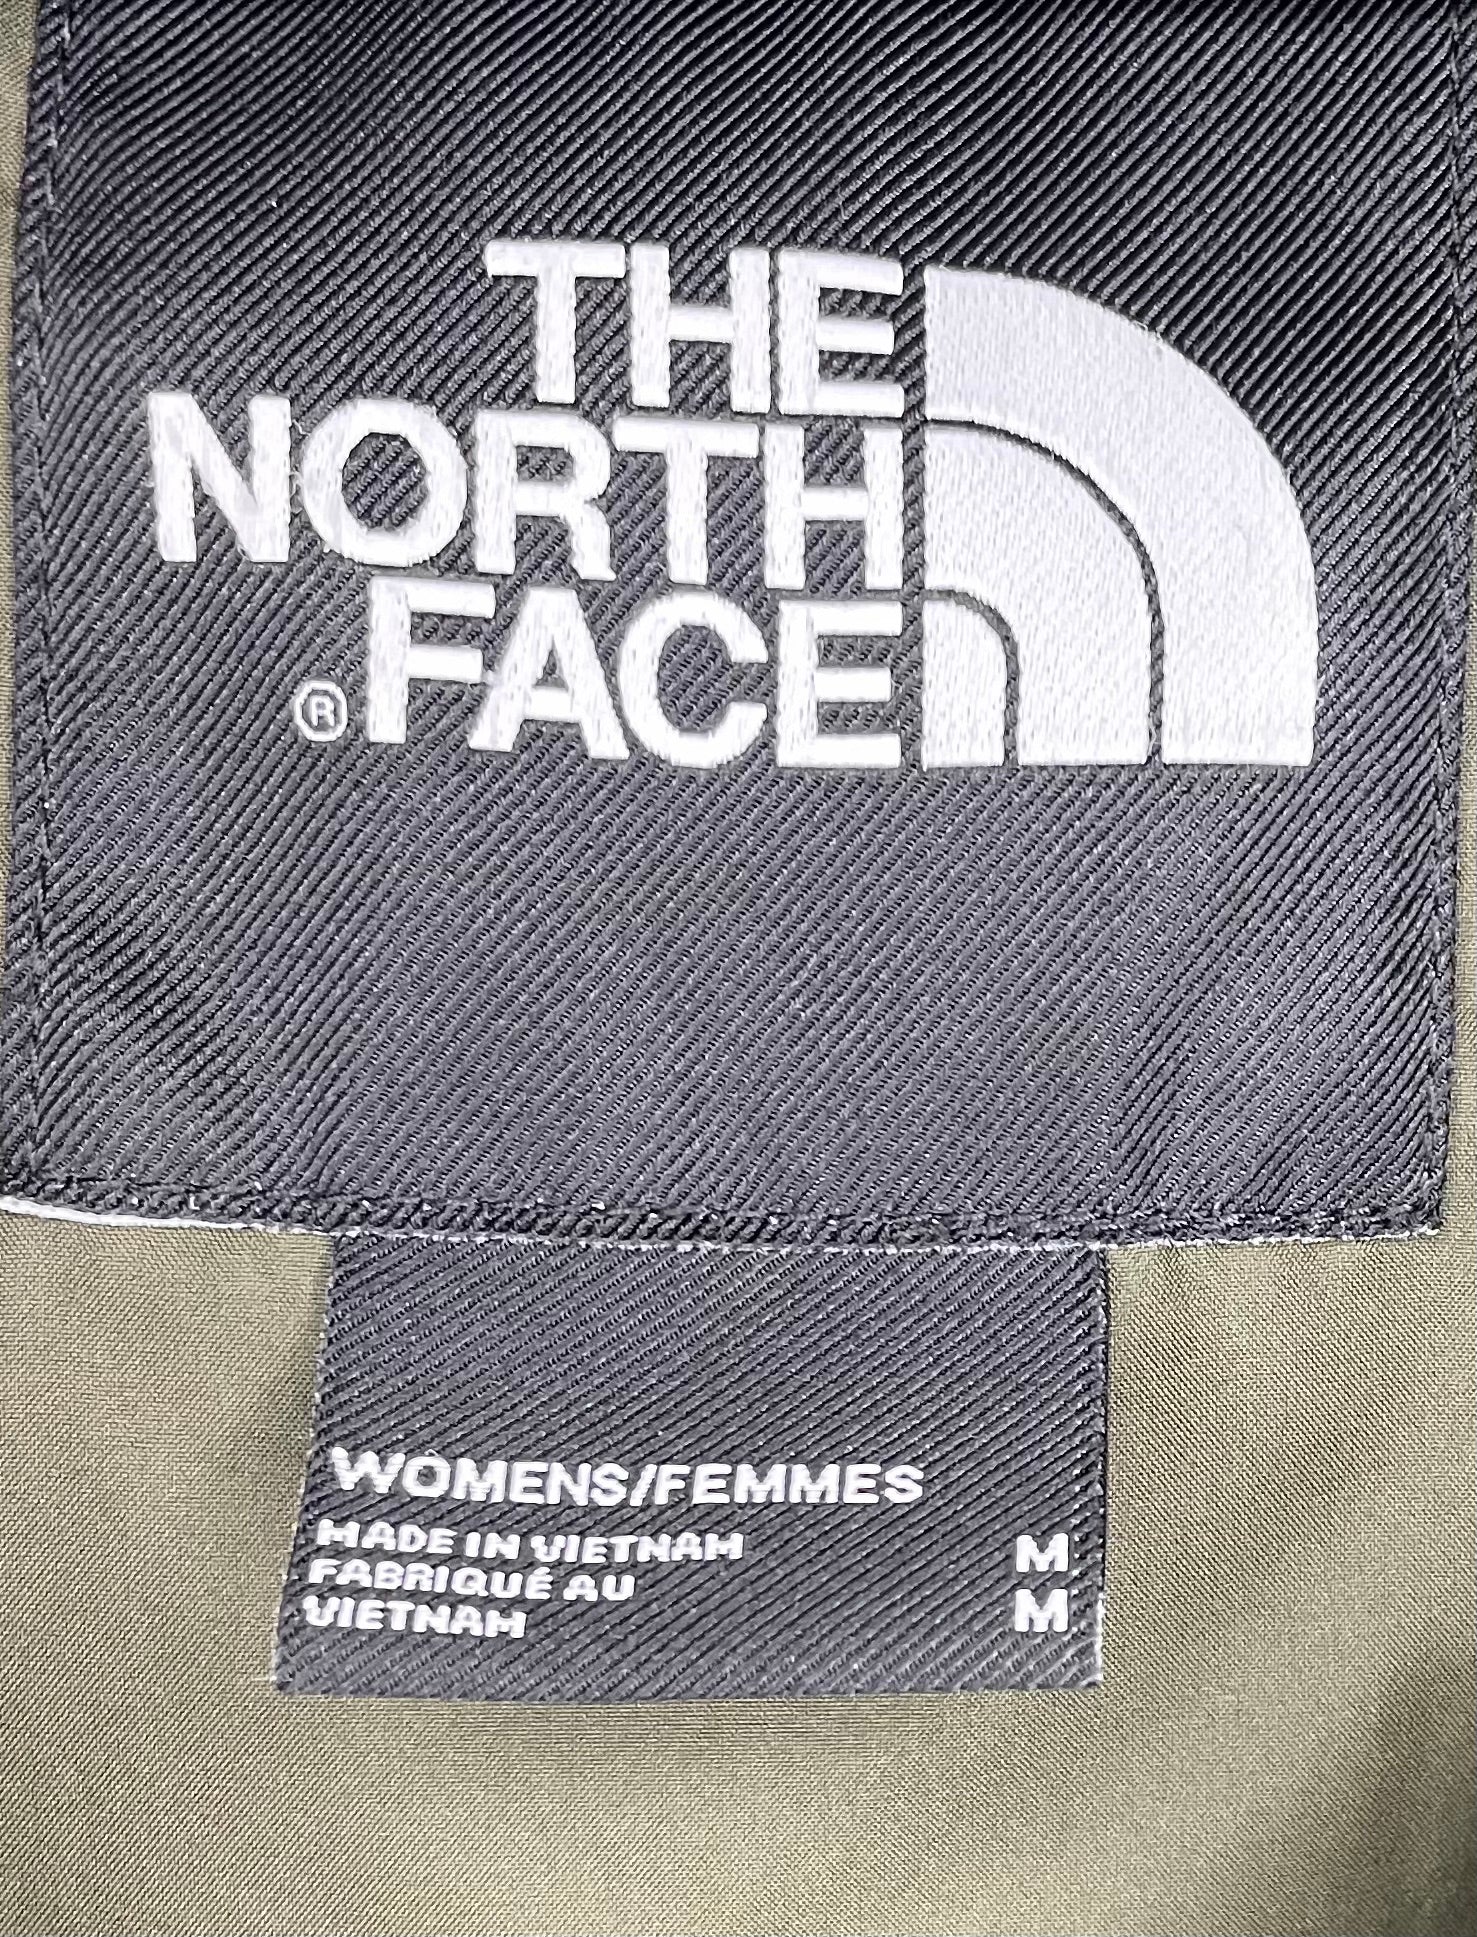 THE
NORTH
FACE
®
WOMENS/FEMMES
MADE IN VIETNAM M
FABRIQUÉ AU
VIETNAM M